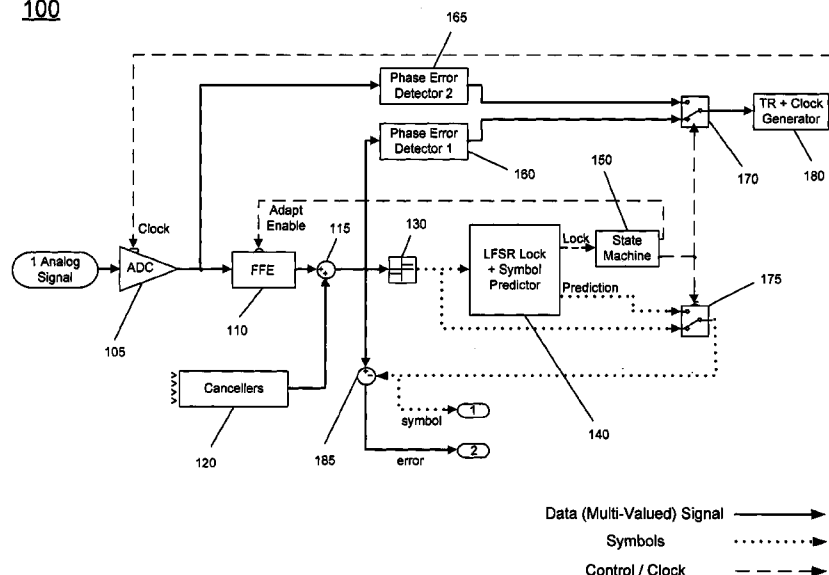 100
165
Phase Error
Detector 2
Phase Error
Detector 1
160
170
TR + Clock
Generator
180
150
State
Machine
Adapt
Enable
Clock
115
130
1 Analog
Signal
ADC
105
FFE
110
LFSR Lock
+ Symbol
Predictor
Lock
Prediction
140
175
Cancellers
120
185
symbol
1
error
2
Data (Multi-Valued) Signal
Symbols
Control / Clock